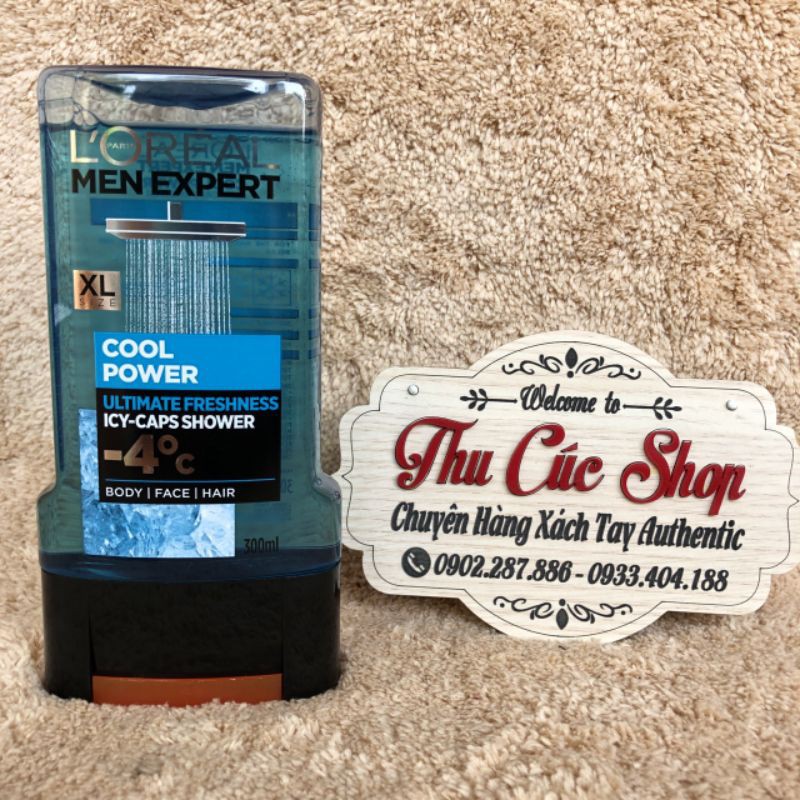 L'ORÉAL
PARIS
MEN EXPERT
XL
SIZE
COOL
POWER
ULTIMATE FRESHNESS
ICY-CAPS SHOWER
-4°C
BODY | FACE | HAIR
300ml
Welcome to
Thu Cúc Shop
Chuyên Hàng Xách Tay Authentic
0902.287.886 - 0933.404.188